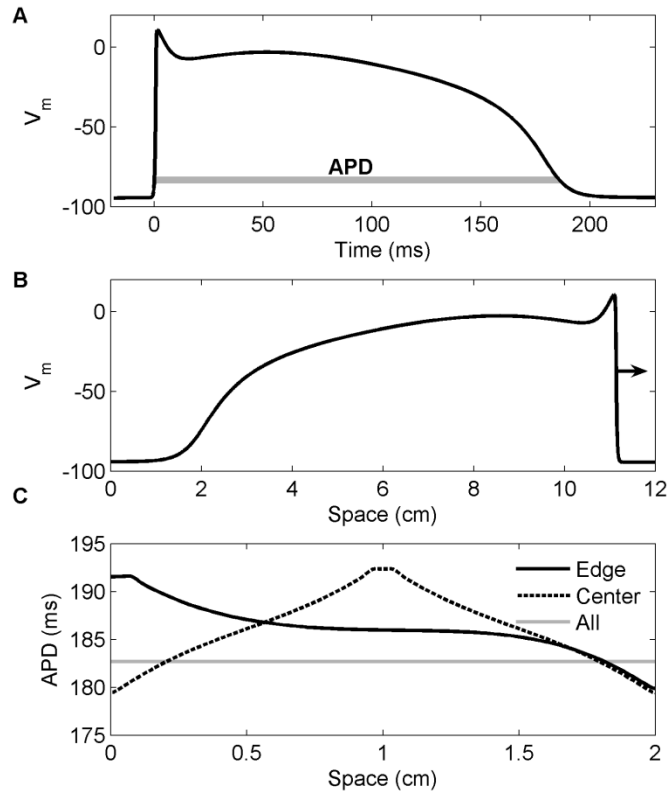 A
0
-50
-100
V_m
APD
0 50 100 150 200
Time (ms)
B
0
-50
-100
V_m
0 2 4 6 8 10 12
Space (cm)
C
195
190
185
180
175
APD (ms)
Edge
Center
All
0 0.5 1 1.5 2
Space (cm)